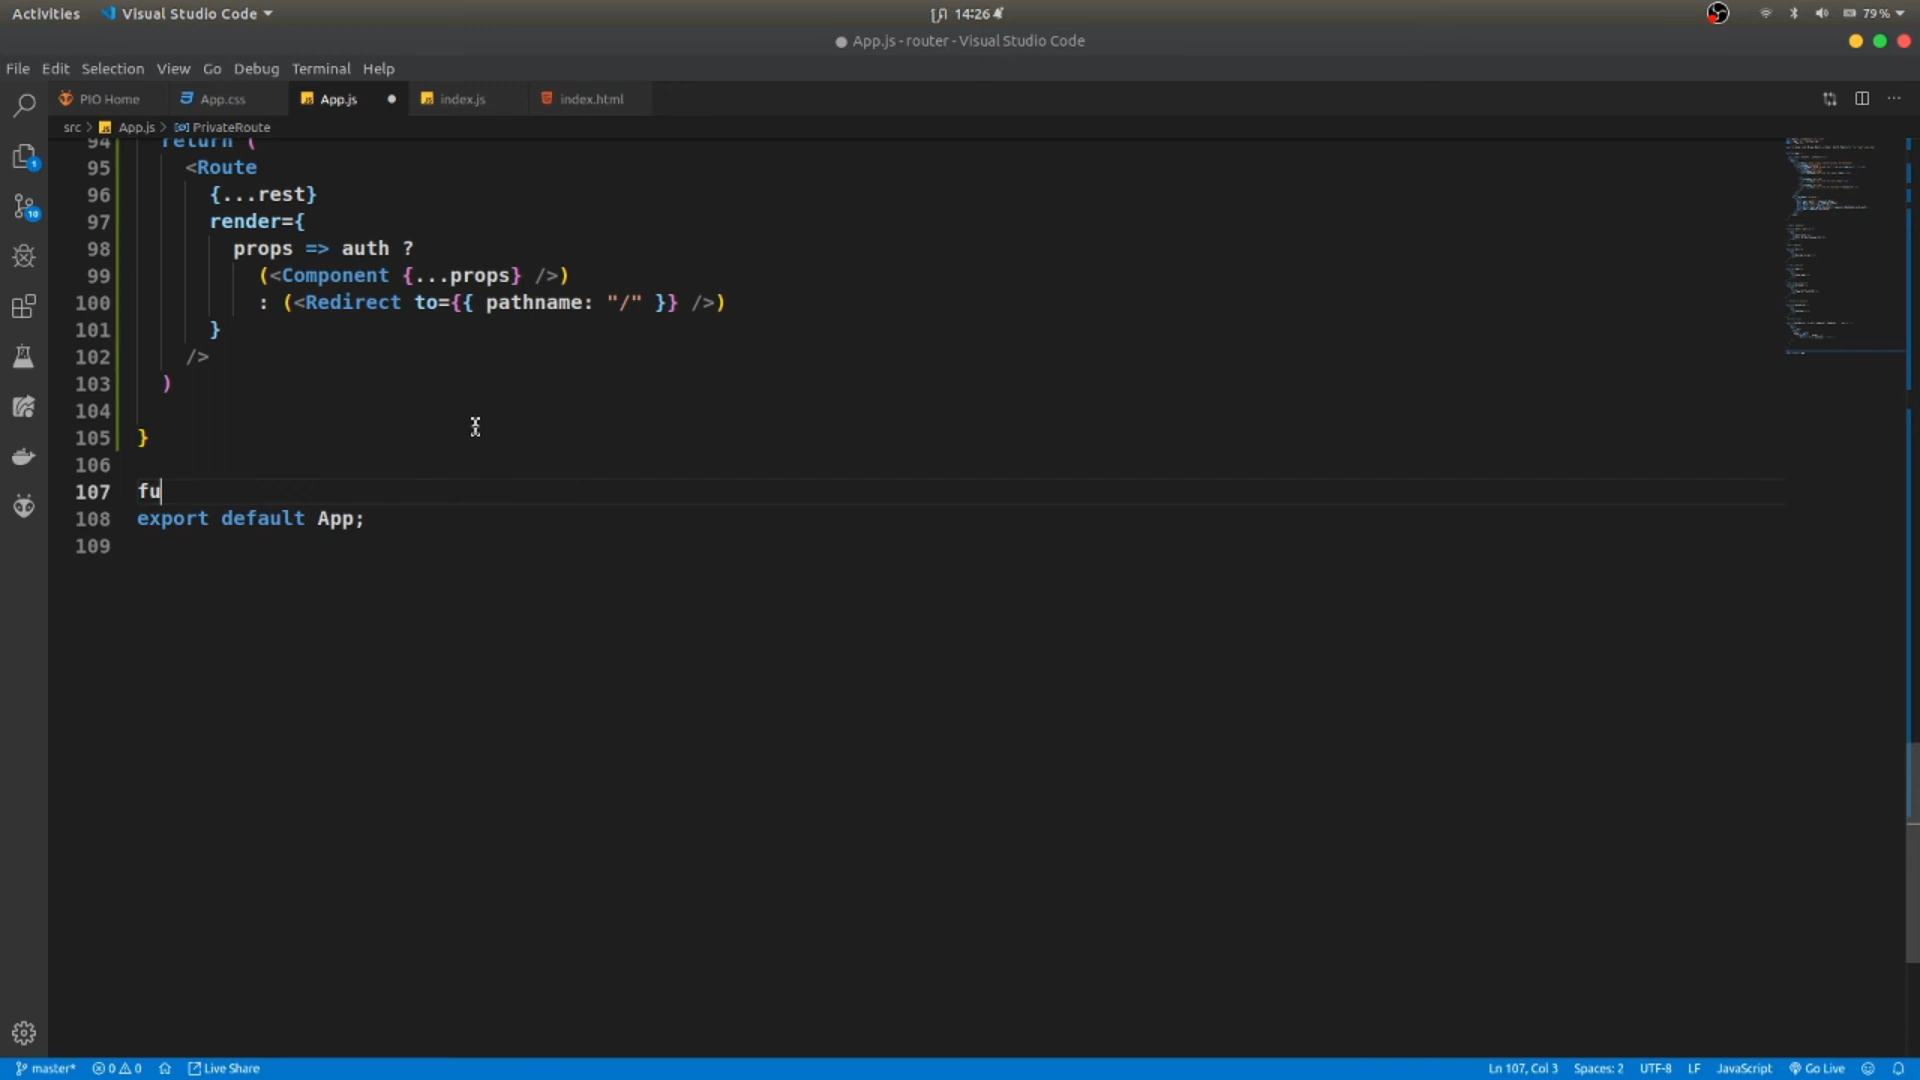 Activities Visual Studio Code 14:26 79 %
● App.js - router - Visual Studio Code
File Edit Selection View Go Debug Terminal Help
PIO Home App.css App.js ● index.js index.html
src > App.js > PrivateRoute
94 return (
95 <Route
96 {...rest}
97 render={
98 props => auth ?
99 (<Component {...props} />)
100 : (<Redirect to={{ pathname: "/" }} />)
101 }
102 />
103 )
104
105 }
106
107 fu
108 export default App;
109
1
10
master* 0 0 Live Share Ln 107, Col 3 Spaces: 2 UTF-8 LF JavaScript Go Live